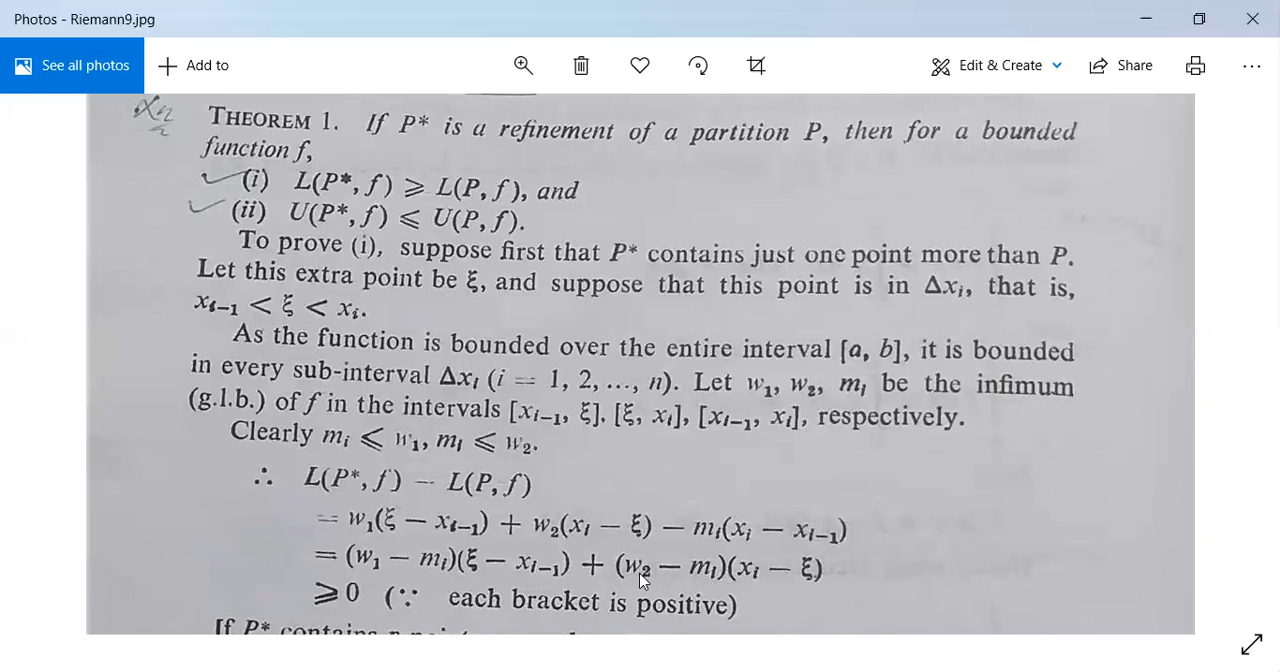 Photos - Riemann9.jpg
See all photos
Add to
Edit & Create
Share
THEOREM 1. If P* is a refinement of a partition P, then for a bounded
function f,
(i) L(P*, f) ⩾ L(P, f), and
(ii) U(P*, f) ⩽ U(P, f).
To prove (i), suppose first that P* contains just one point more than P.
Let this extra point be ξ, and suppose that this point is in Δxᵢ, that is,
xᵢ₋₁ < ξ < xᵢ.
As the function is bounded over the entire interval [a, b], it is bounded
in every sub-interval Δxᵢ (i = 1, 2, ..., n). Let w₁, w₂, mᵢ be the infimum
(g.l.b.) of f in the intervals [xᵢ₋₁, ξ], [ξ, xᵢ], [xᵢ₋₁, xᵢ], respectively.
Clearly mᵢ ⩽ w₁, mᵢ ⩽ w₂.
∴ L(P*, f) − L(P, f)
= w₁(ξ − xᵢ₋₁) + w₂(xᵢ − ξ) − mᵢ(xᵢ − xᵢ₋₁)
= (w₁ − mᵢ)(ξ − xᵢ₋₁) + (w₂ − mᵢ)(xᵢ − ξ)
⩾ 0 (∵ each bracket is positive)
If P* contains